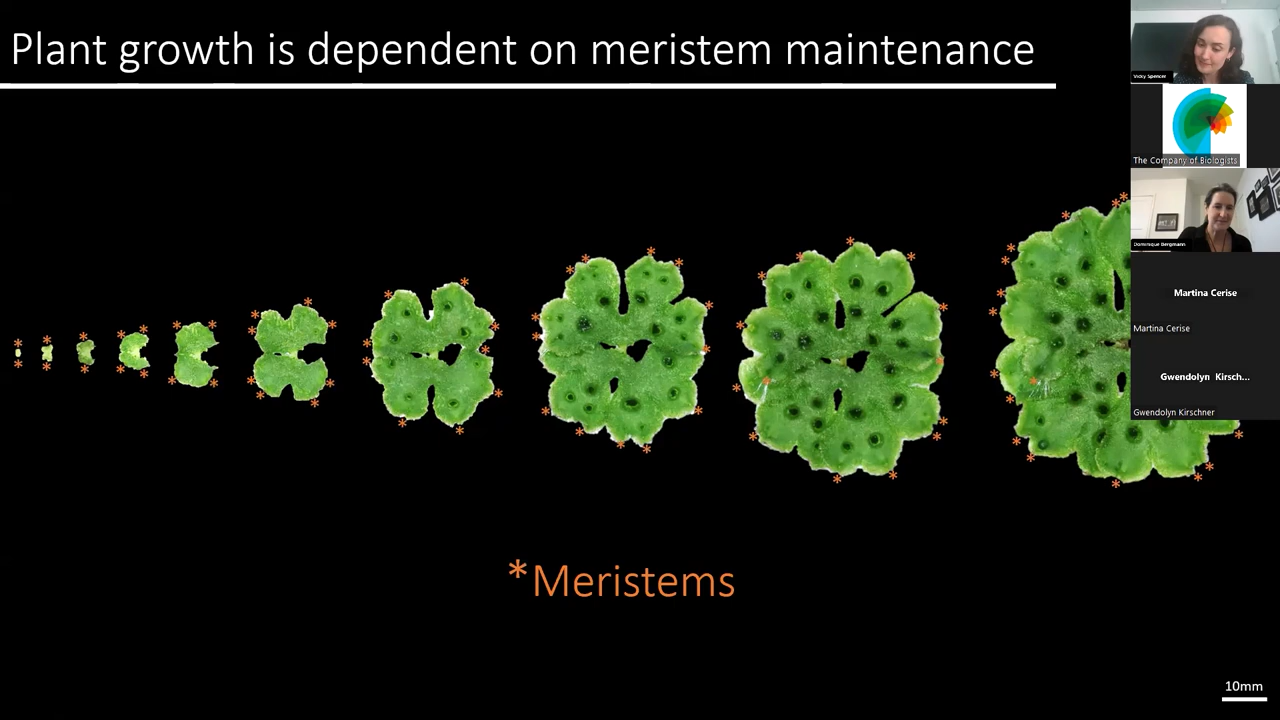 Plant growth is dependent on meristem maintenance
Vicky Spencer
The Company of Biologists
Dominique Bergmann
Martina Cerise
Martina Cerise
Gwendolyn Kirsch...
Gwendolyn Kirschner
*Meristems
10mm